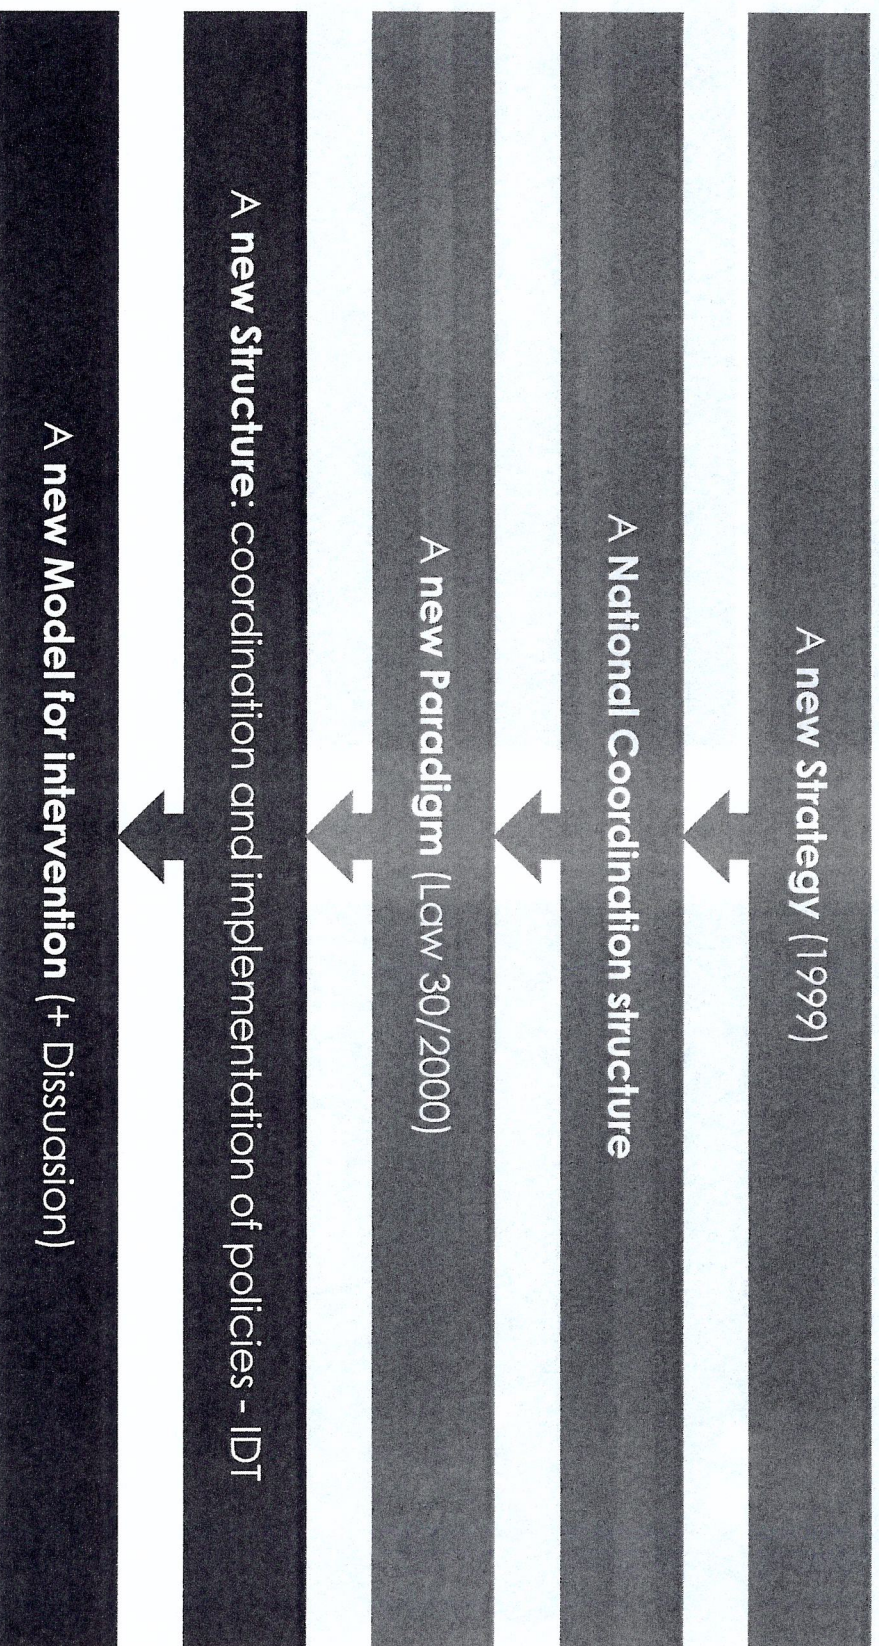 A new Strategy (1999)
A National Coordination structure
A new Paradigm (Law 30/2000)
A new Structure: coordination and implementation of policies - IDT
A new Model for intervention (+ Dissuasion)